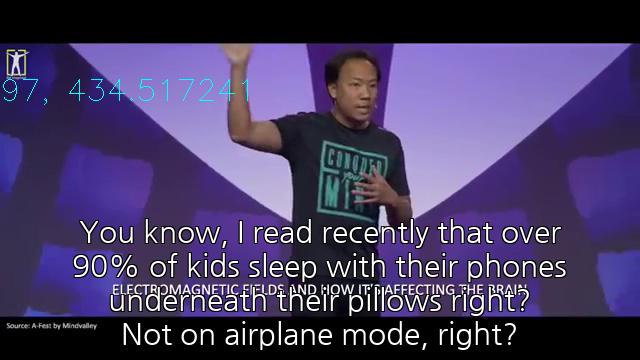 97, 434.517241
CONQUER
your
MIND
You know, I read recently that over
90% of kids sleep with their phones
ELECTROMAGNETIC FIELDS AND HOW IT'S AFFECTING THE BRAIN
underneath their pillows right?
Not on airplane mode, right?
Source: A-Fest by Mindvalley